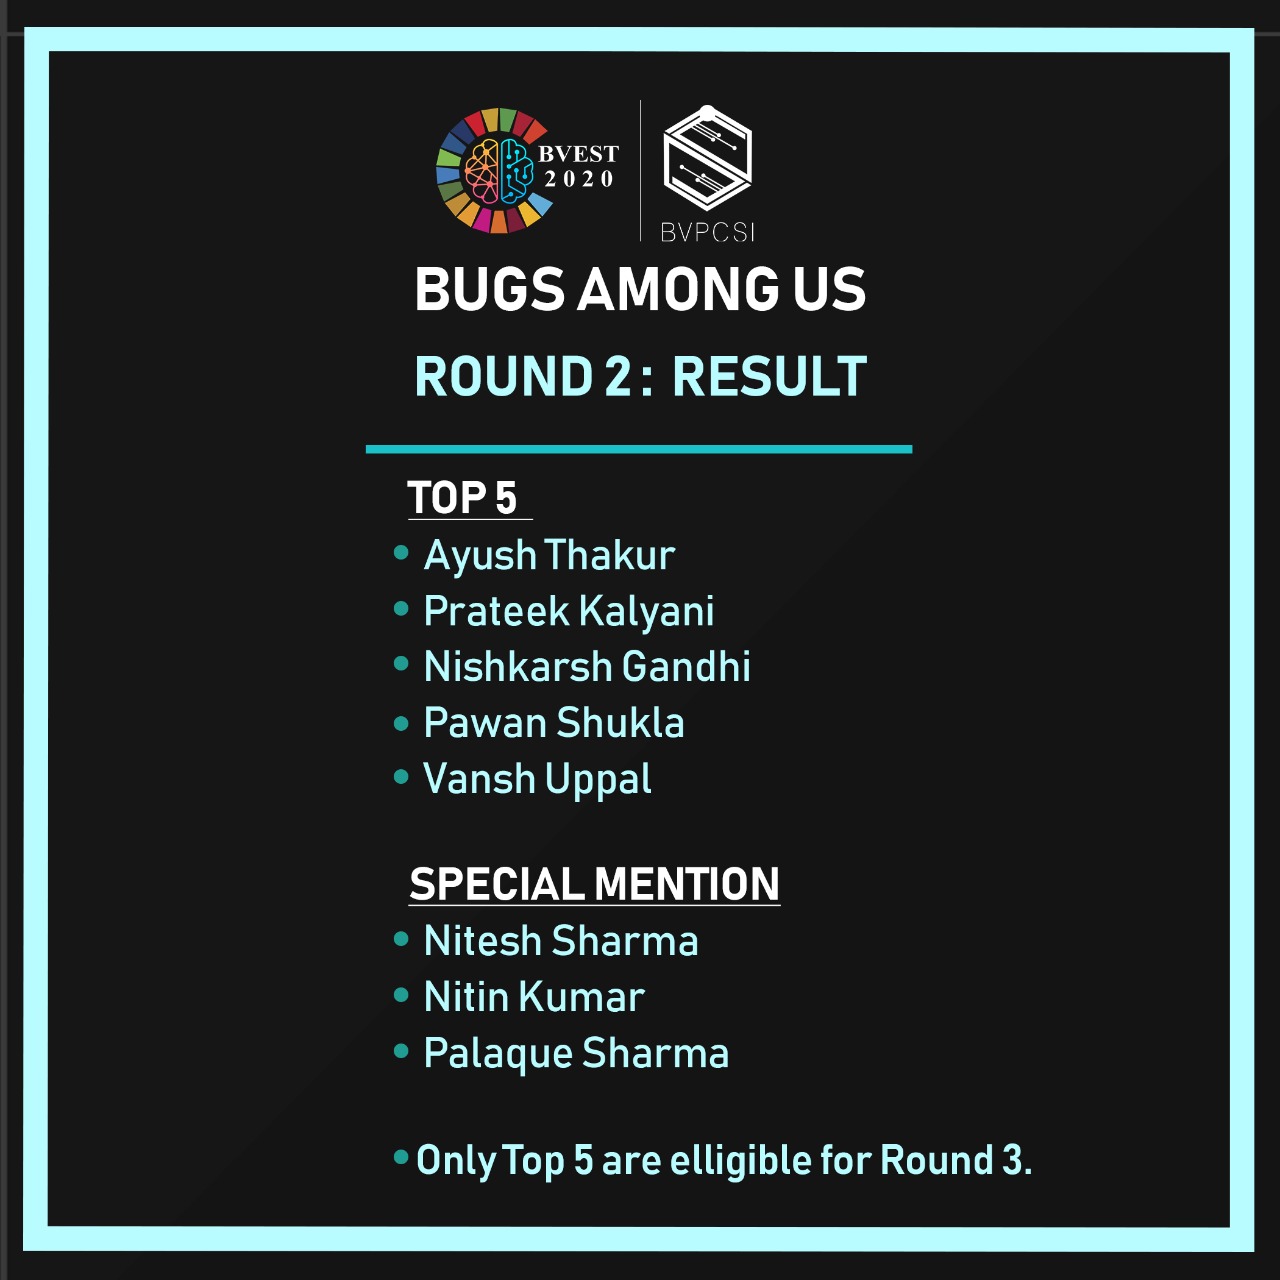 BVEST
2020
BVPCSI
BUGS AMONG US
ROUND 2: RESULT
TOP 5
• Ayush Thakur
• Prateek Kalyani
• Nishkarsh Gandhi
• Pawan Shukla
• Vansh Uppal
SPECIAL MENTION
• Nitesh Sharma
• Nitin Kumar
• Palaque Sharma
• Only Top 5 are elligible for Round 3.